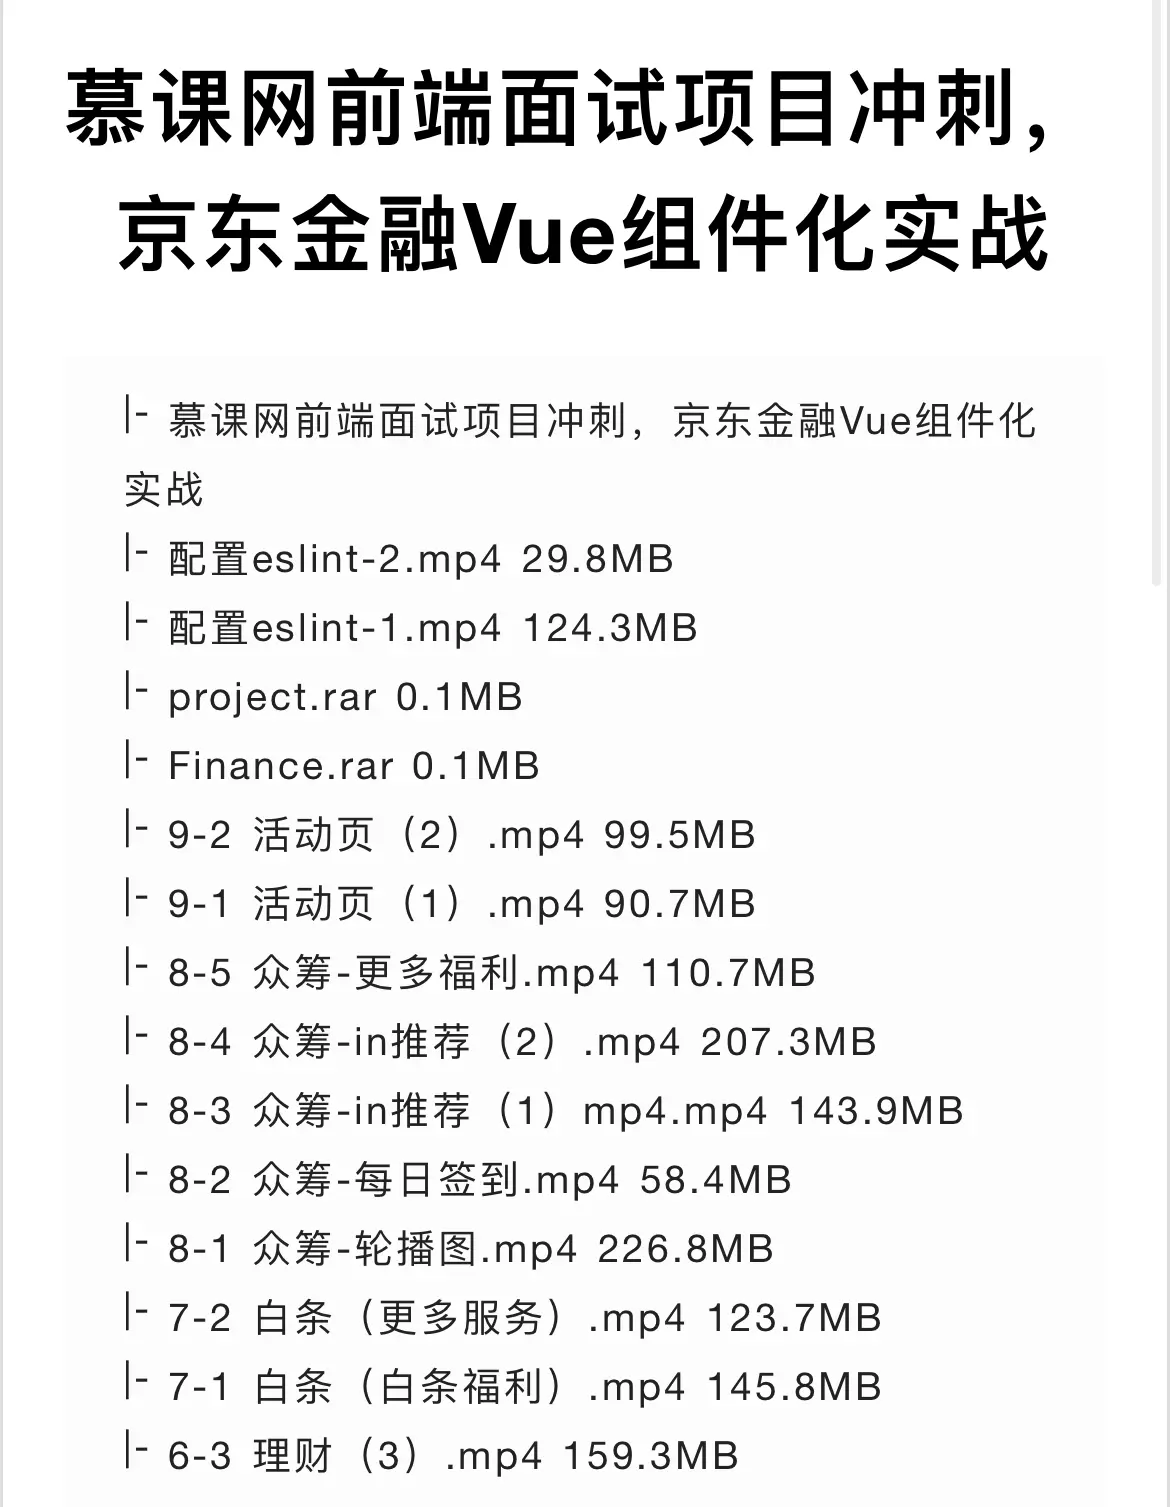 慕课网前端面试项目冲刺，
京东金融Vue组件化实战
|- 慕课网前端面试项目冲刺，京东金融Vue组件化
实战
|- 配置eslint-2.mp4 29.8MB
|- 配置eslint-1.mp4 124.3MB
|- project.rar 0.1MB
|- Finance.rar 0.1MB
|- 9-2 活动页（2）.mp4 99.5MB
|- 9-1 活动页（1）.mp4 90.7MB
|- 8-5 众筹-更多福利.mp4 110.7MB
|- 8-4 众筹-in推荐（2）.mp4 207.3MB
|- 8-3 众筹-in推荐（1）mp4.mp4 143.9MB
|- 8-2 众筹-每日签到.mp4 58.4MB
|- 8-1 众筹-轮播图.mp4 226.8MB
|- 7-2 白条（更多服务）.mp4 123.7MB
|- 7-1 白条（白条福利）.mp4 145.8MB
|- 6-3 理财（3）.mp4 159.3MB